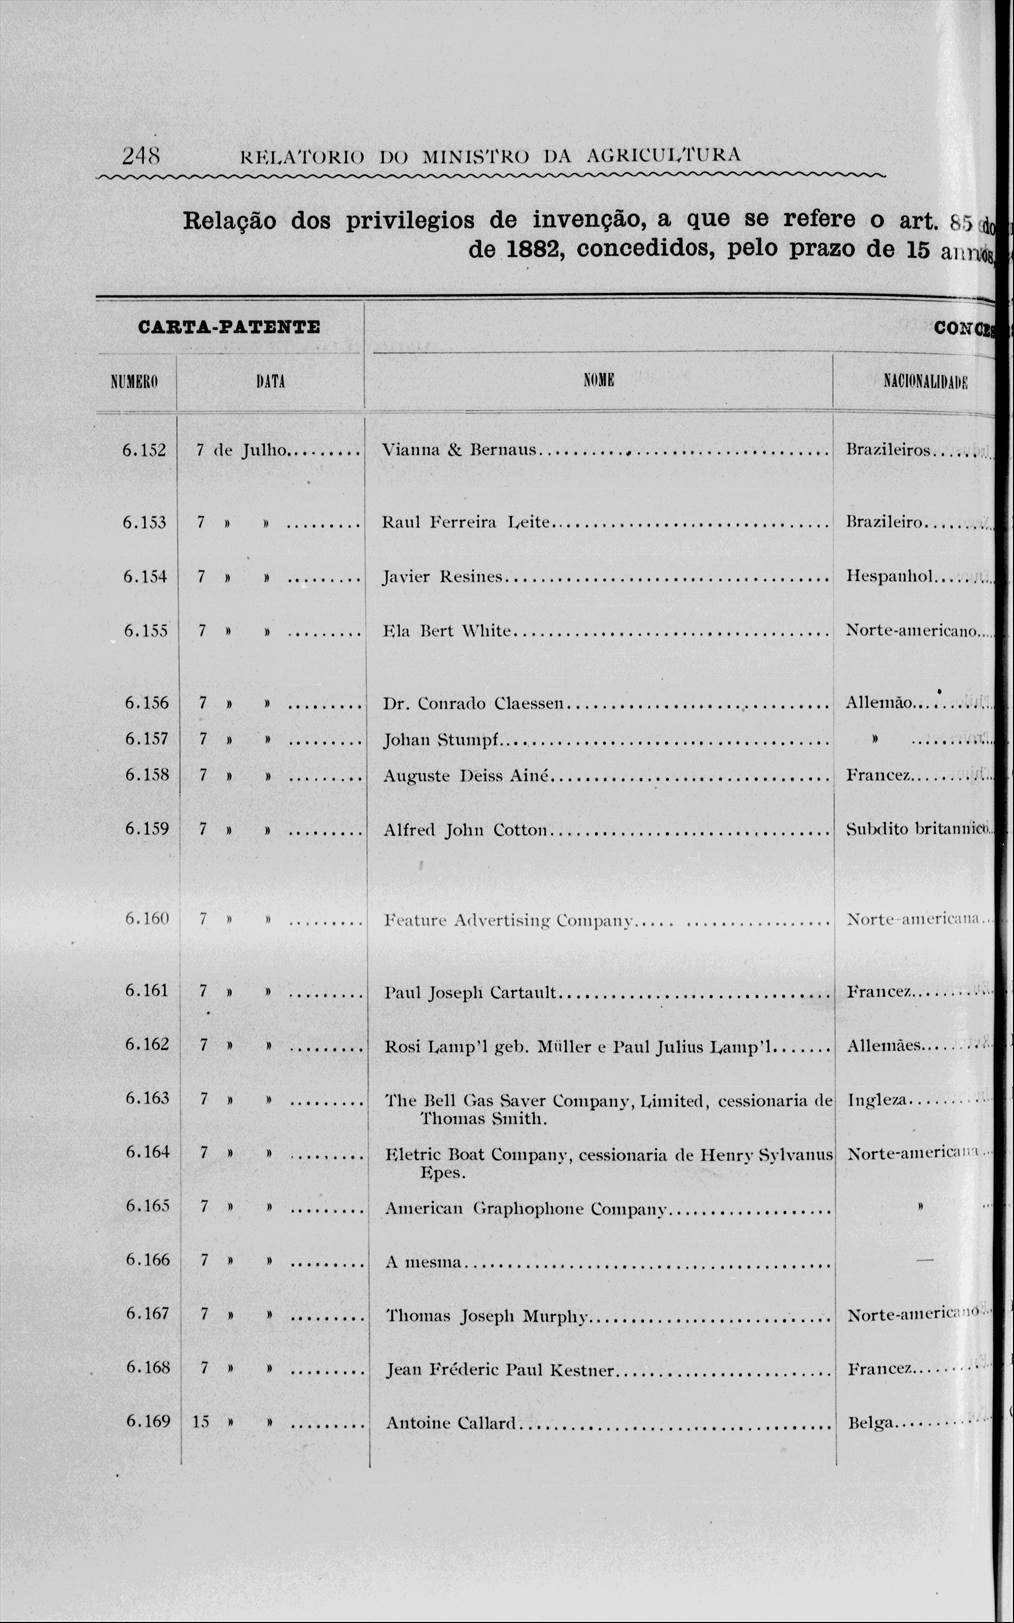 248 RELATORIO DO MINISTRO DA AGRICULTURA
Relação dos privilegios de invenção, a que se refere o art. 85 do
de 1882, concedidos, pelo prazo de 15 annos,
CARTA-PATENTE
NUMERO DATA NOME NACIONALIDADE
6.152 7 de Julho......... Vianna & Bernaus.................................. Brazileiros......
6.153 7 » » ......... Raul Ferreira Leite................................ Brazileiro........
6.154 7 » » ......... Javier Resines..................................... Hespanhol.......
6.155 7 » » ......... Ela Bert White.................................... Norte-americano....
6.156 7 » » ......... Dr. Conrado Claessen.............................. Allemão.........
6.157 7 » » ......... Johan Stumpf...................................... » ..........
6.158 7 » » ......... Auguste Deiss Ainé................................ Francez.........
6.159 7 » » ......... Alfred John Cotton................................ Subdito britannico..
6.160 7 » » ......... Feature Advertising Company...................... Norte-americana..
6.161 7 » » ......... Paul Joseph Cartault............................... Francez.........
6.162 7 » » ......... Rosi Lamp'l geb. Müller e Paul Julius Lamp'l....... Allemães........
6.163 7 » » ......... The Bell Gas Saver Company, Limited, cessionaria de Ingleza.........
Thomas Smith.
6.164 7 » » ......... Eletric Boat Company, cessionaria de Henry Sylvanus Norte-americana..
Epes.
6.165 7 » » ......... American Graphophone Company................... »
6.166 7 » » ......... A mesma.......................................... —
6.167 7 » » ......... Thomas Joseph Murphy............................ Norte-americano..
6.168 7 » » ......... Jean Fréderic Paul Kestner......................... Francez.........
6.169 15 » » ......... Antoine Callard.................................... Belga...........